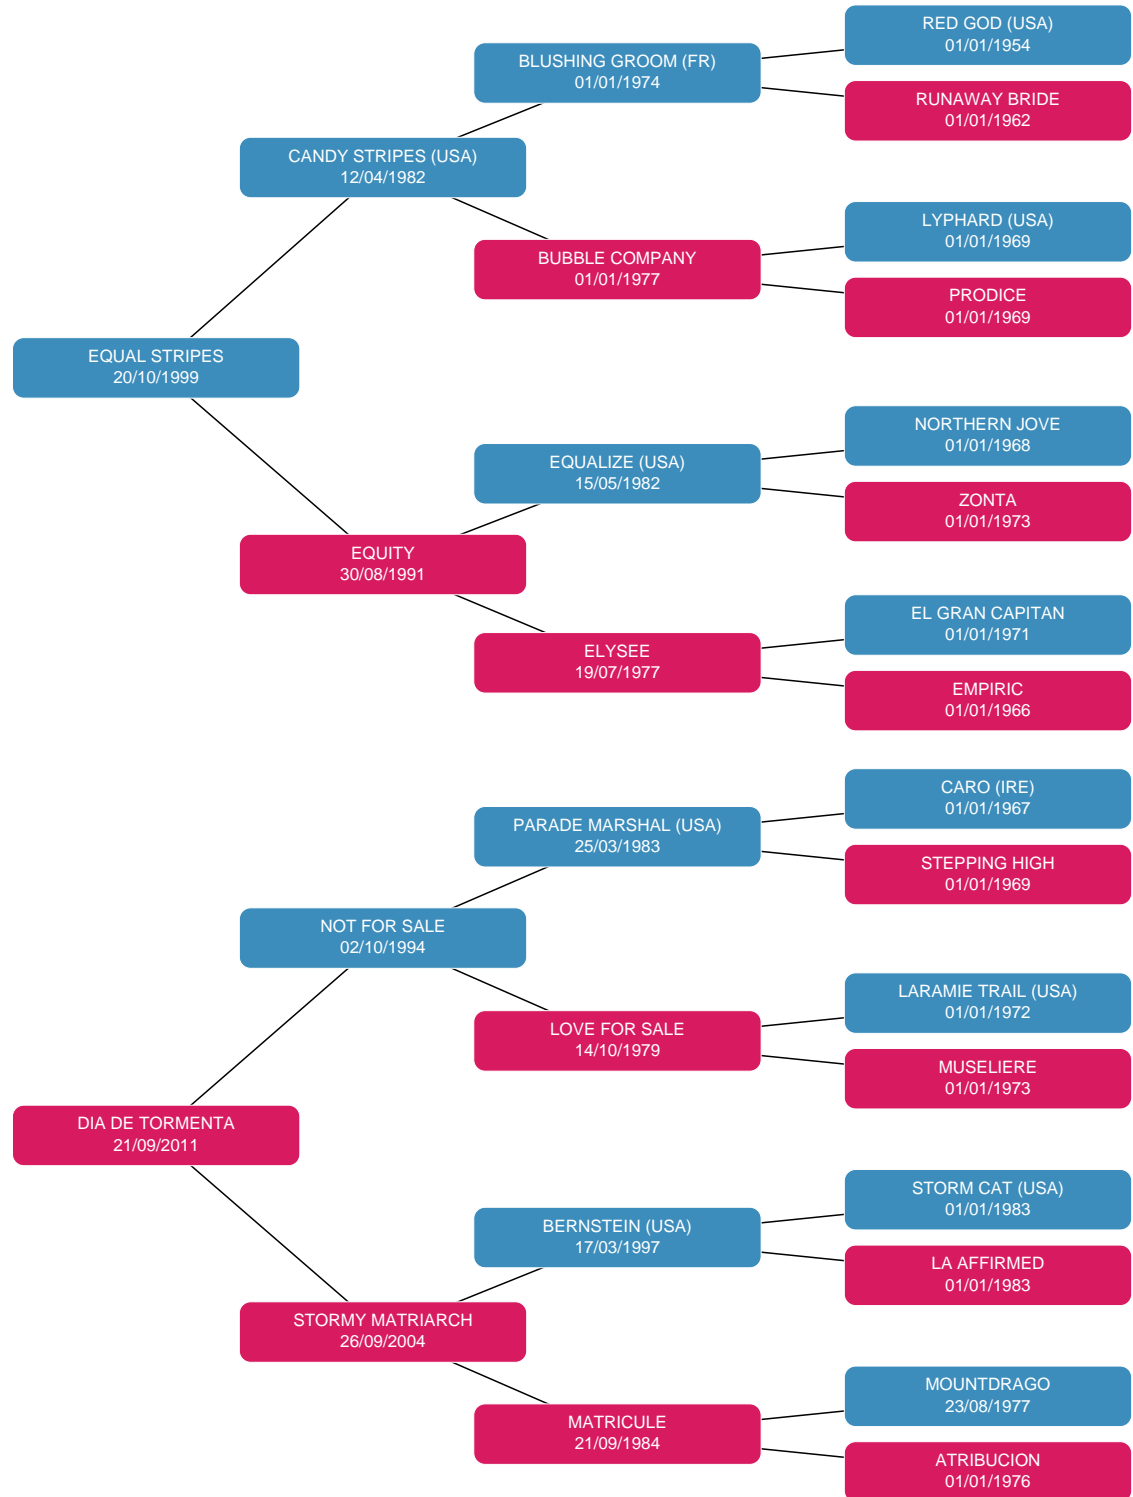 RED GOD (USA)
01/01/1954
BLUSHING GROOM (FR)
01/01/1974
RUNAWAY BRIDE
01/01/1962
CANDY STRIPES (USA)
12/04/1982
LYPHARD (USA)
01/01/1969
BUBBLE COMPANY
01/01/1977
PRODICE
01/01/1969
EQUAL STRIPES
20/10/1999
NORTHERN JOVE
01/01/1968
EQUALIZE (USA)
15/05/1982
ZONTA
01/01/1973
EQUITY
30/08/1991
EL GRAN CAPITAN
01/01/1971
ELYSEE
19/07/1977
EMPIRIC
01/01/1966
CARO (IRE)
01/01/1967
PARADE MARSHAL (USA)
25/03/1983
STEPPING HIGH
01/01/1969
NOT FOR SALE
02/10/1994
LARAMIE TRAIL (USA)
01/01/1972
LOVE FOR SALE
14/10/1979
MUSELIERE
01/01/1973
DIA DE TORMENTA
21/09/2011
STORM CAT (USA)
01/01/1983
BERNSTEIN (USA)
17/03/1997
LA AFFIRMED
01/01/1983
STORMY MATRIARCH
26/09/2004
MOUNTDRAGO
23/08/1977
MATRICULE
21/09/1984
ATRIBUCION
01/01/1976